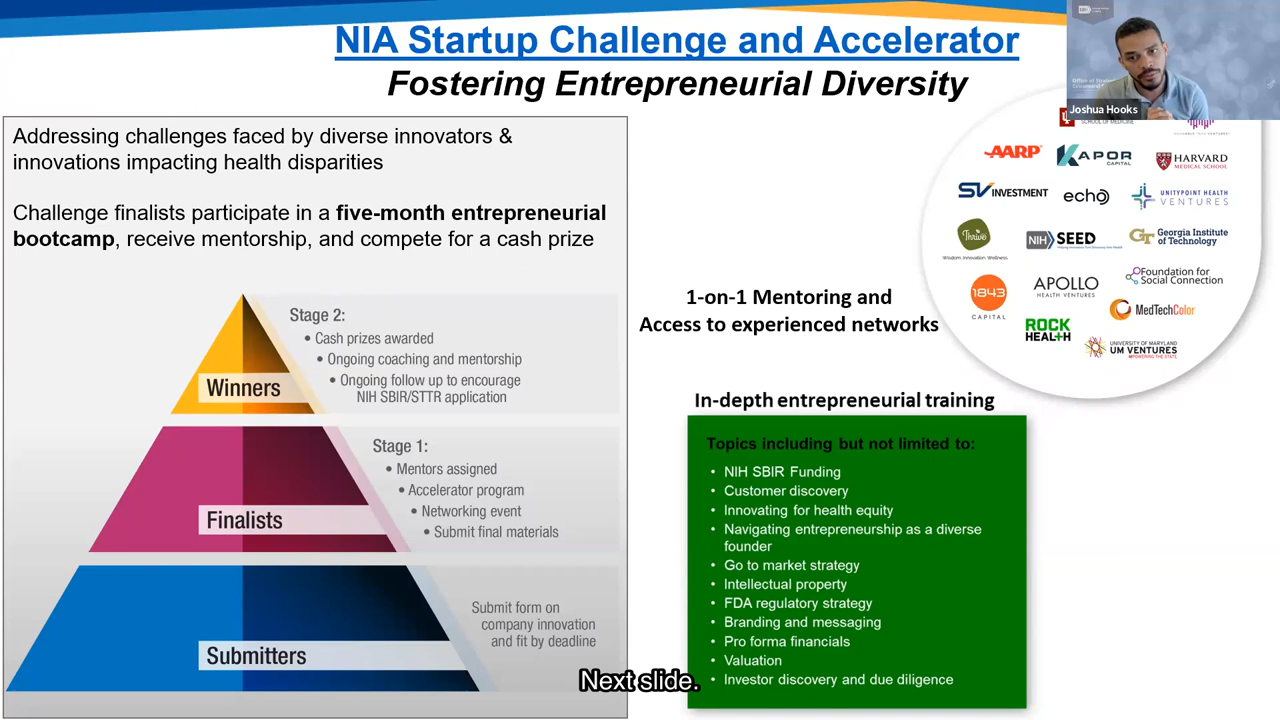 NIA Startup Challenge and Accelerator
Fostering Entrepreneurial Diversity
Joshua Hooks
Addressing challenges faced by diverse innovators &
innovations impacting health disparities
Challenge finalists participate in a five-month entrepreneurial
bootcamp, receive mentorship, and compete for a cash prize
Stage 2:
• Cash prizes awarded
• Ongoing coaching and mentorship
• Ongoing follow up to encourage
NIH SBIR/STTR application
Winners
Stage 1:
• Mentors assigned
• Accelerator program
• Networking event
• Submit final materials
Finalists
Submit form on
company innovation
and fit by deadline
Submitters
1-on-1 Mentoring and
Access to experienced networks
SCHOOL OF MEDICINE
AARP
KAPOR
CAPITAL
HARVARD
MEDICAL SCHOOL
SV INVESTMENT
echo
UNITYPOINT HEALTH
VENTURES
Thrive
Wisdom. Innovation. Wellness.
NIH SEED
GT Georgia Institute
of Technology
1843
CAPITAL
APOLLO
HEALTH VENTURES
Foundation for
Social Connection
MedTechColor
ROCK
HEALTH
UNIVERSITY OF MARYLAND
UM VENTURES
EMPOWERING THE STATE
In-depth entrepreneurial training
Topics including but not limited to:
• NIH SBIR Funding
• Customer discovery
• Innovating for health equity
• Navigating entrepreneurship as a diverse
founder
• Go to market strategy
• Intellectual property
• FDA regulatory strategy
• Branding and messaging
• Pro forma financials
• Valuation
• Investor discovery and due diligence
Next slide.